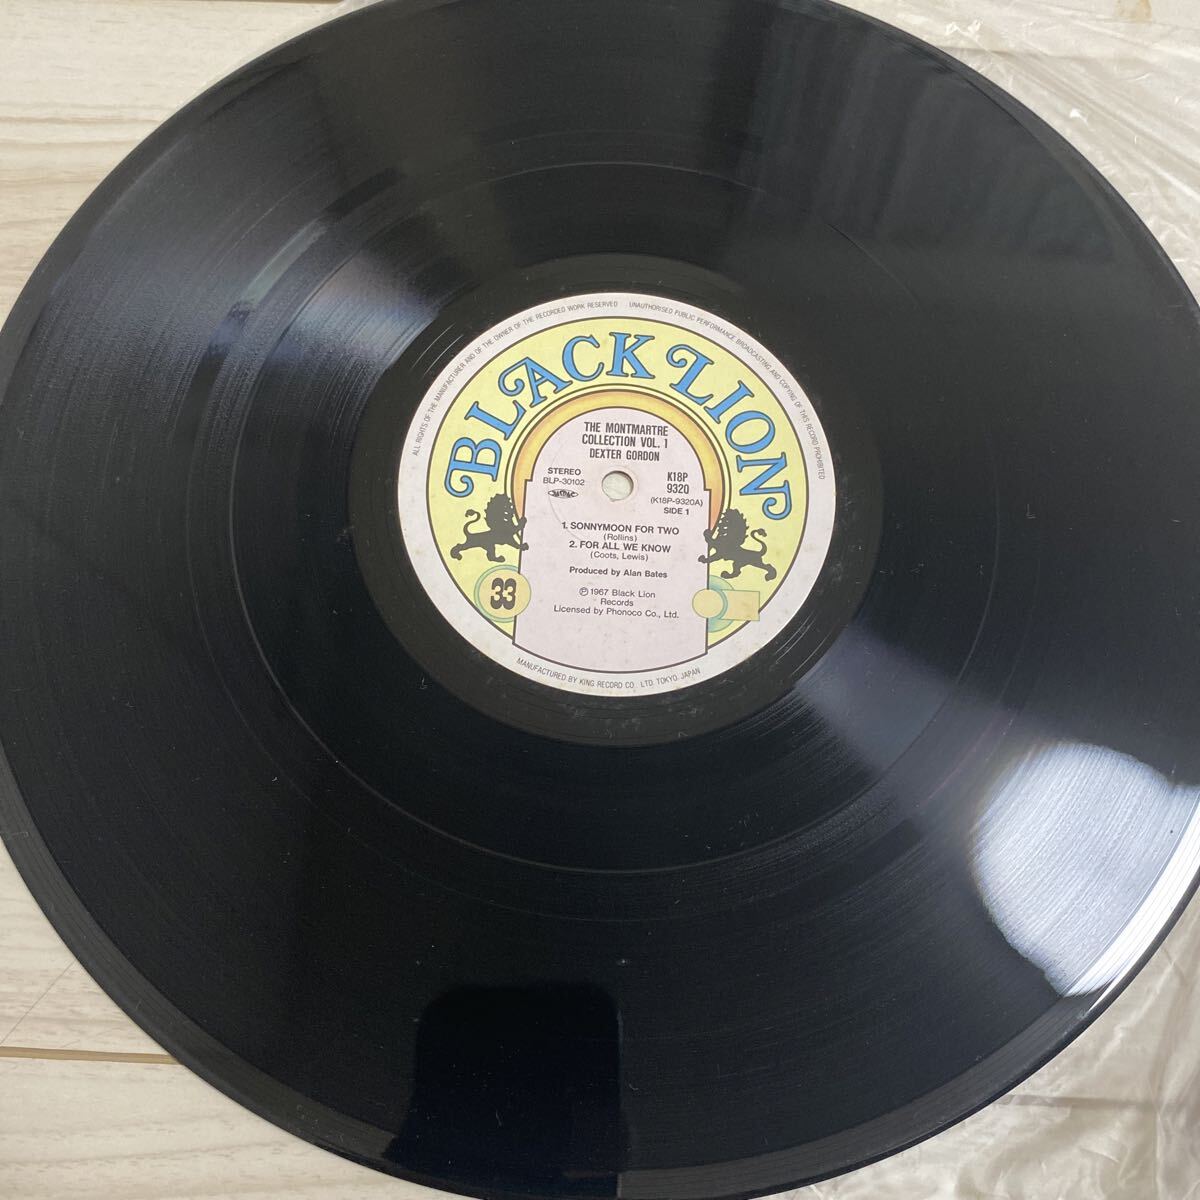 ALL RIGHTS OF THE MANUFACTURER AND OF THE OWNER OF THE RECORDED WORK RESERVED UNAUTHORISED PUBLIC PERFORMANCE BROADCASTING AND COPYING OF THIS RECORD PROHIBITED
BLACK LION
THE MONTMARTRE
COLLECTION VOL. 1
DEXTER GORDON
STEREO
BLP-30102
JASRAC
K18P
9320
(K18P-9320A)
SIDE 1
1. SONNYMOON FOR TWO
(Rollins)
2. FOR ALL WE KNOW
(Coots, Lewis)
Produced by Alan Bates
33
℗ 1967 Black Lion
Records
Licensed by Phonoco Co., Ltd.
MANUFACTURED BY KING RECORD CO. LTD. TOKYO. JAPAN